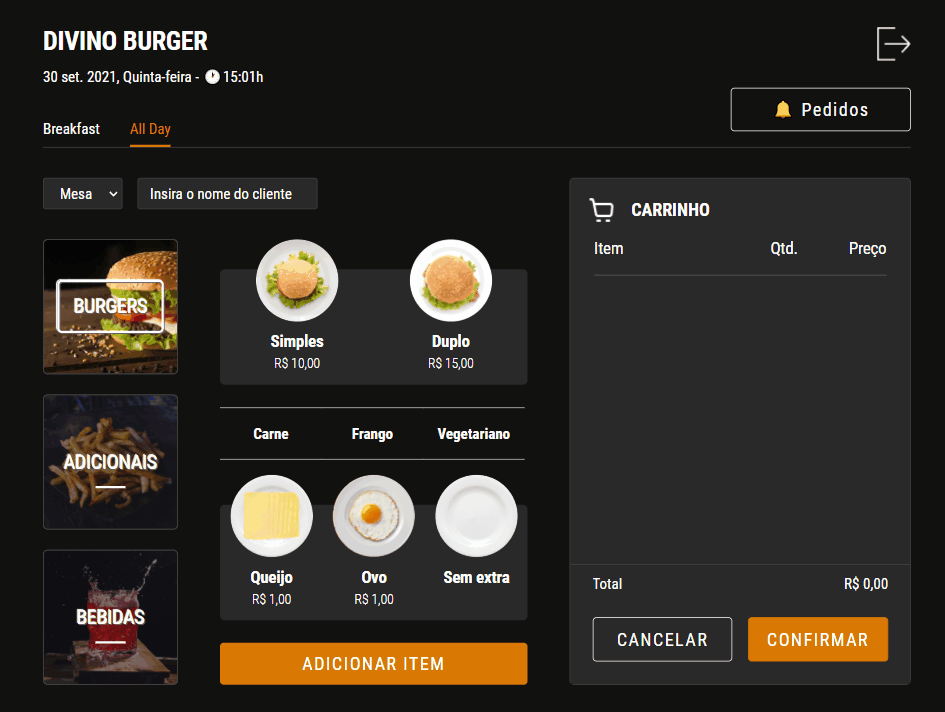 DIVINO BURGER
30 set. 2021, Quinta-feira - 15:01h
Pedidos
Breakfast All Day
Mesa Insira o nome do cliente
BURGERS
ADICIONAIS
BEBIDAS
Simples Duplo
R$ 10,00 R$ 15,00
Carne Frango Vegetariano
Queijo Ovo Sem extra
R$ 1,00 R$ 1,00
ADICIONAR ITEM
CARRINHO
Item Qtd. Preço
Total R$ 0,00
CANCELAR CONFIRMAR